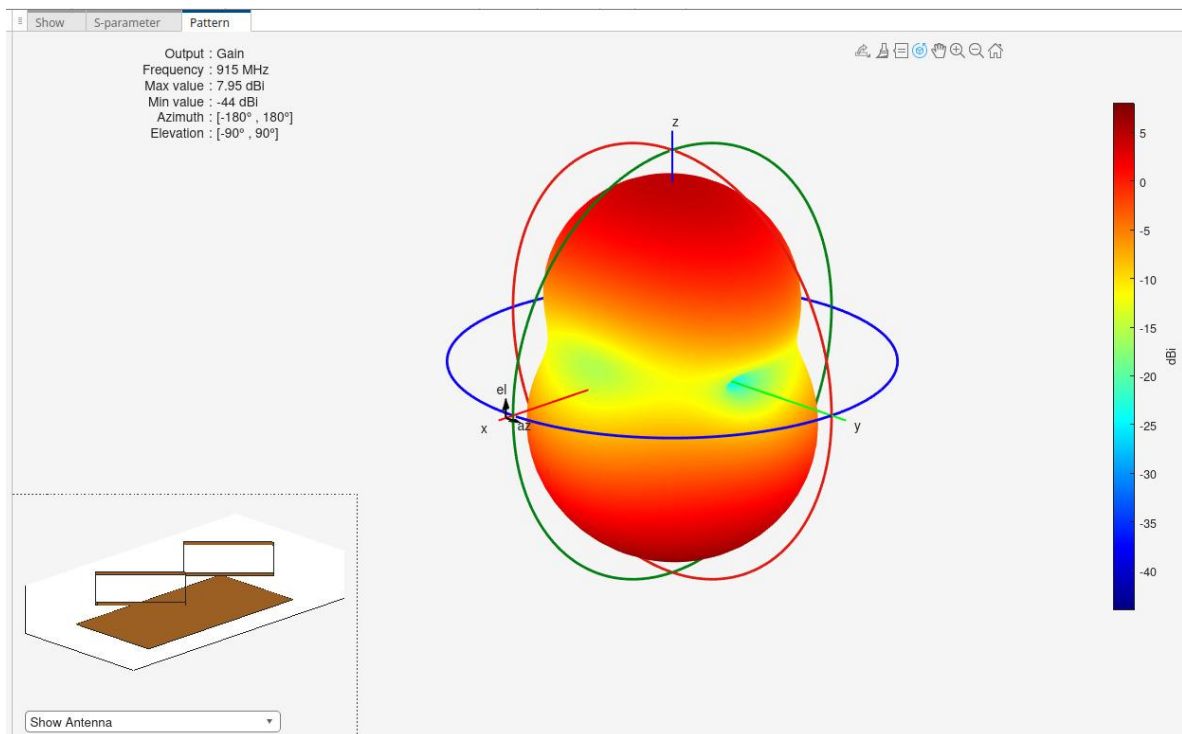 Show S-parameter Pattern
Output : Gain
Frequency : 915 MHz
Max value : 7.95 dBi
Min value : -44 dBi
Azimuth : [-180° , 180°]
Elevation : [-90° , 90°]
z
el
az
x
y
5
0
-5
-10
-15
-20
-25
-30
-35
-40
dBi
Show Antenna